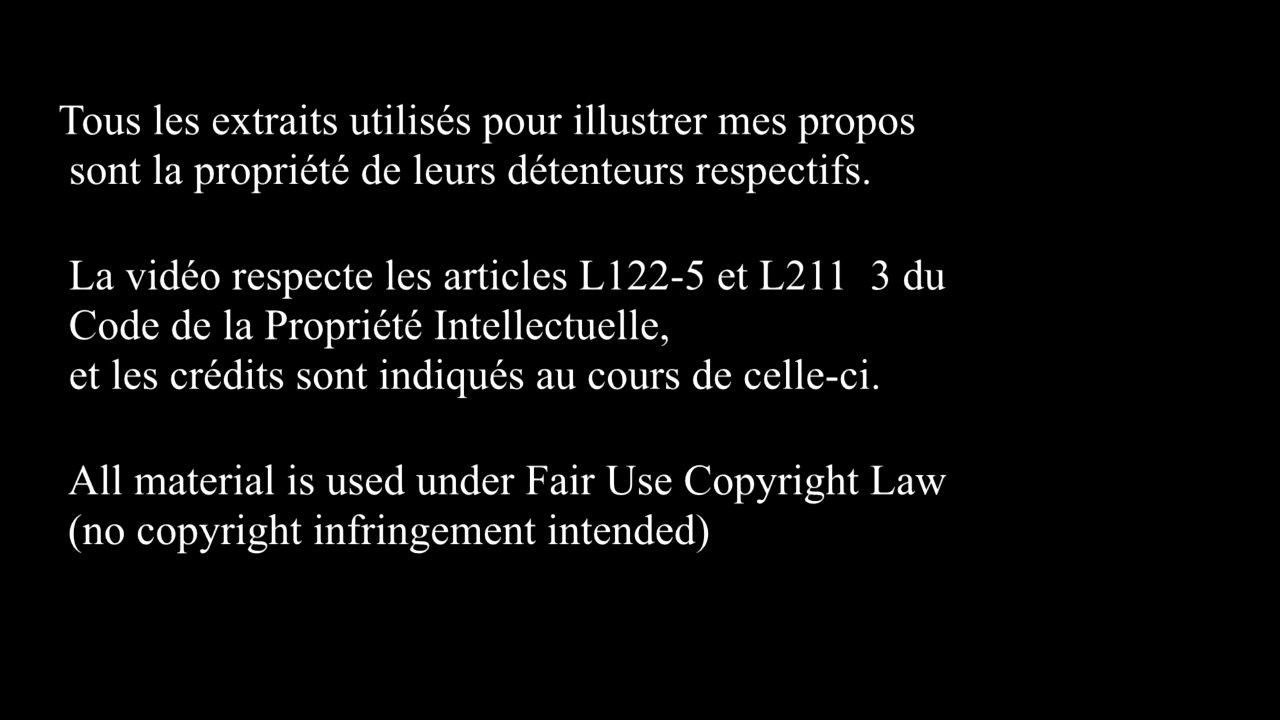 Tous les extraits utilisés pour illustrer mes propos
sont la propriété de leurs détenteurs respectifs.
La vidéo respecte les articles L122-5 et L211  3 du
Code de la Propriété Intellectuelle,
et les crédits sont indiqués au cours de celle-ci.
All material is used under Fair Use Copyright Law
(no copyright infringement intended)